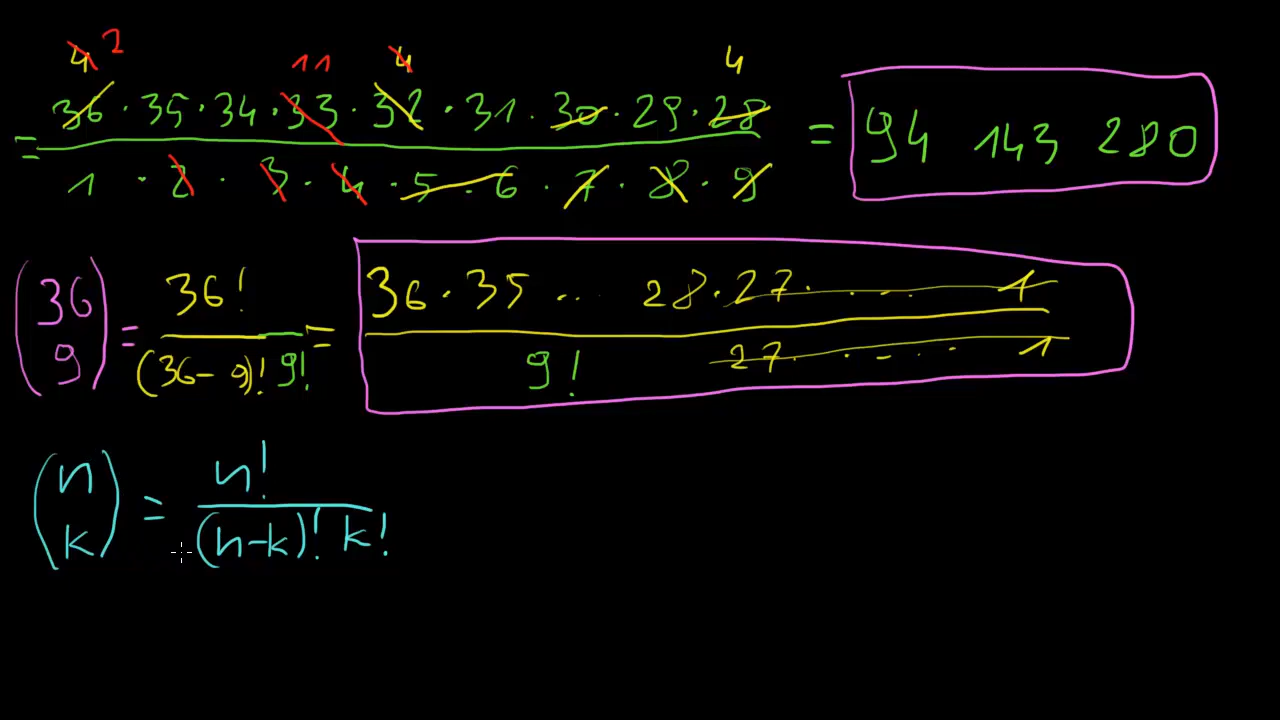 4 2 11 4 4
= 36 · 35 · 34 · 33 · 32 · 31 · 30 · 29 · 28 / 1 · 2 · 3 · 4 · 5 · 6 · 7 · 8 · 9 = 94 143 280
(36 9) = 36! / (36 - 9)! 9! = 36 · 35 ... 28 · 27 · ... 1 / 9! 27 · ... 1
(n k) = n! / (n-k)! k!